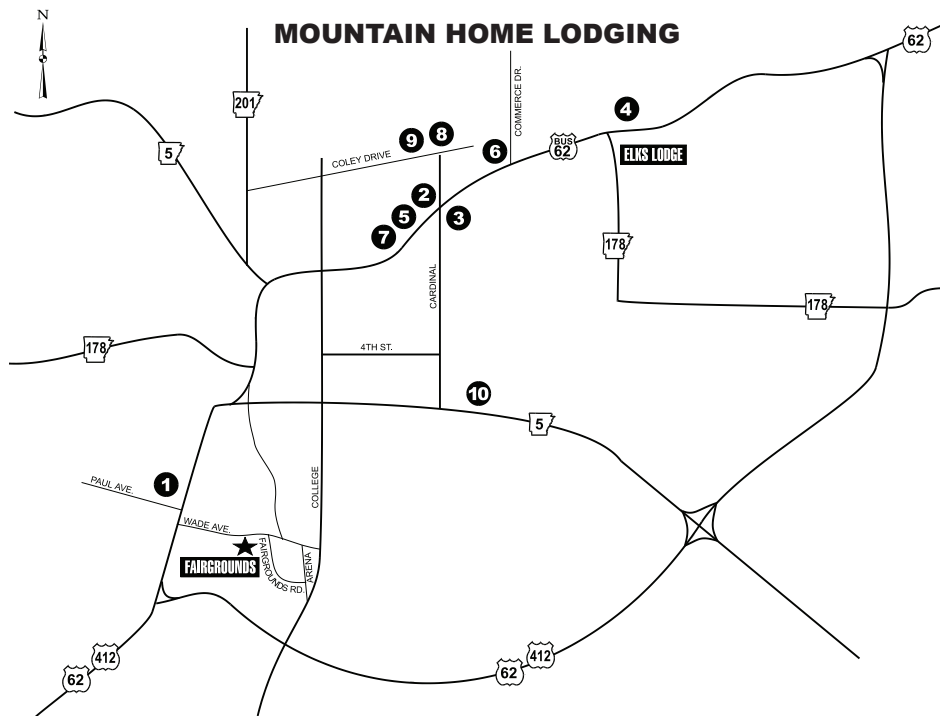 N
MOUNTAIN HOME LODGING
62
COMMERCE DR.
201
4
9
8
BUS
62
5
COLEY DRIVE
6
ELKS LODGE
2
5
3
7
178
CARDINAL
178
178
4TH ST.
10
5
COLLEGE
1
PAUL AVE.
WADE AVE.
FAIRGROUNDS
FAIRGROUNDS RD.
ARENA
412
62
412
62